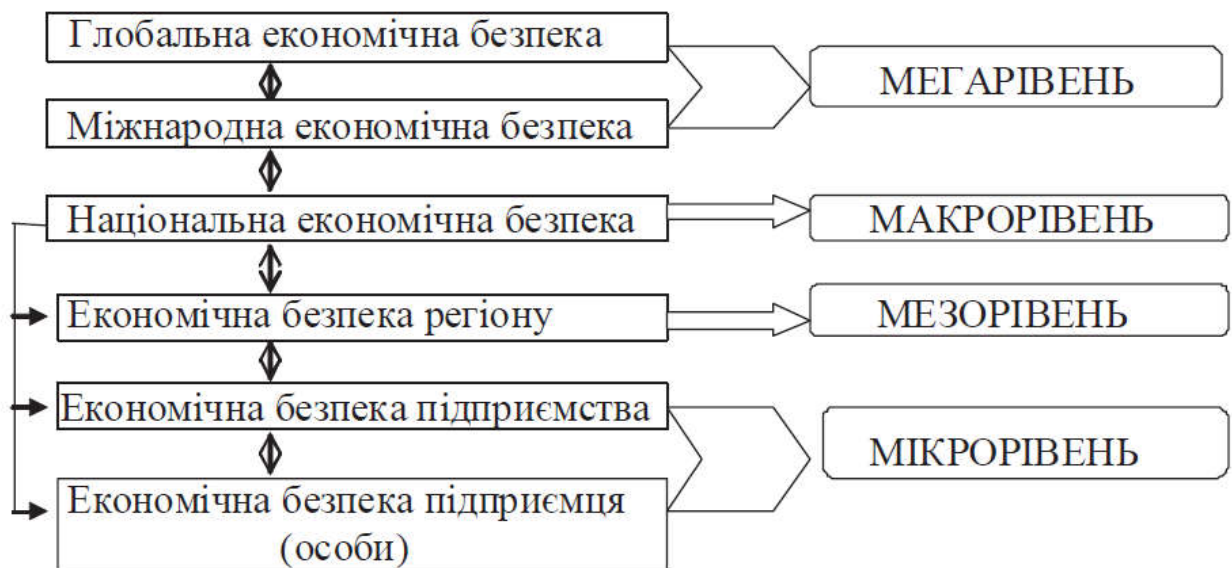 Глобальна економічна безпека
МЕГАРІВЕНЬ
Міжнародна економічна безпека
Національна економічна безпека
МАКРОРІВЕНЬ
Економічна безпека регіону
МЕЗОРІВЕНЬ
Економічна безпека підприємства
МІКРОРІВЕНЬ
Економічна безпека підприємця
(особи)